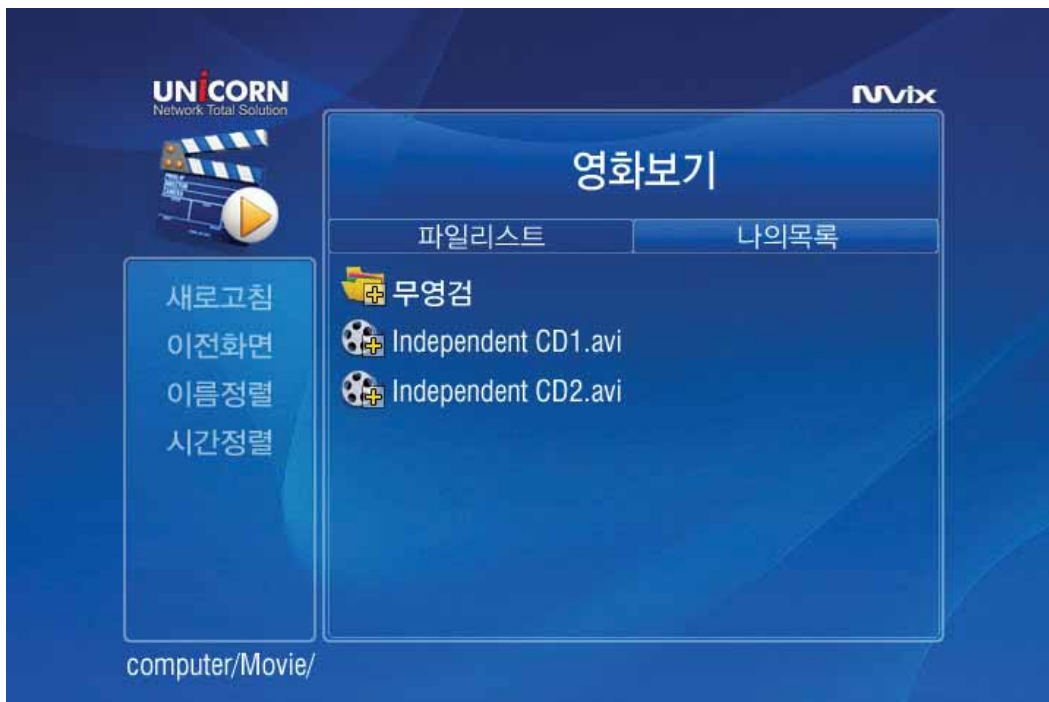 UNiCORN
Network Total Solution
Mvix
영화보기
파일리스트
나의목록
새로고침
이전화면
이름정렬
시간정렬
무영검
Independent CD1.avi
Independent CD2.avi
computer/Movie/